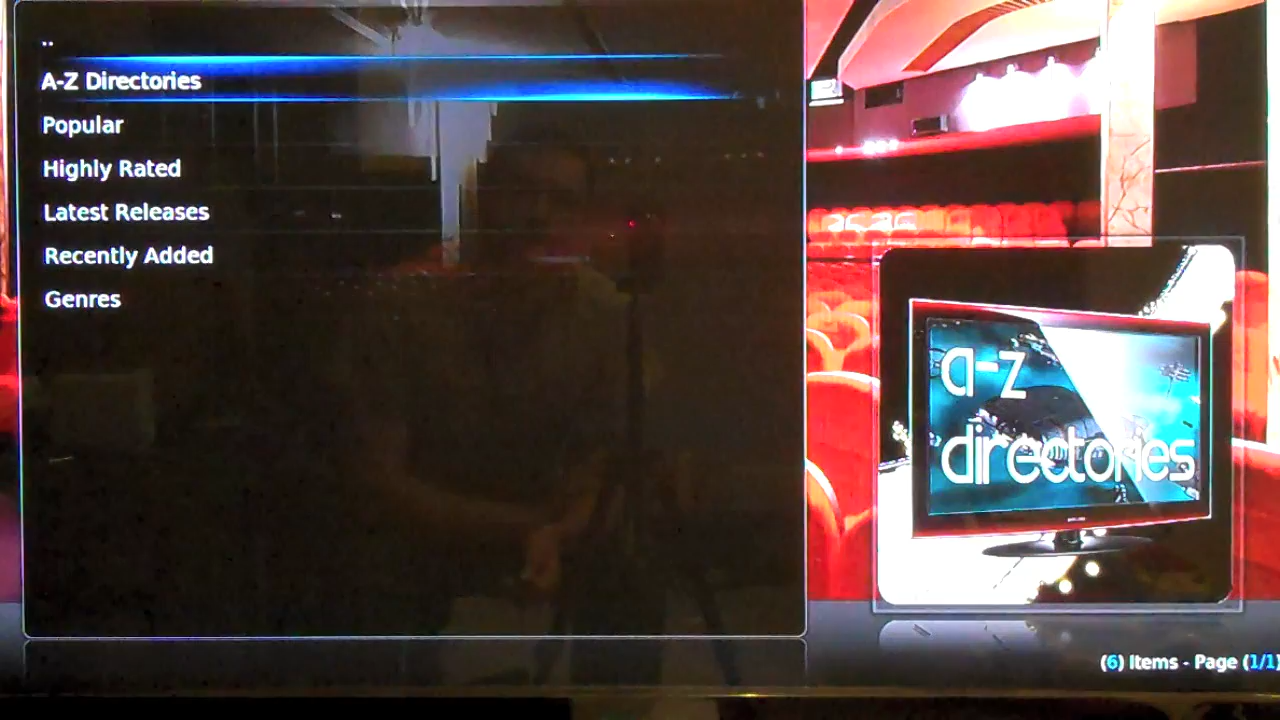 ..
A-Z Directories
Popular
Highly Rated
Latest Releases
Recently Added
Genres
a-z
directories
(6) Items - Page (1/1)